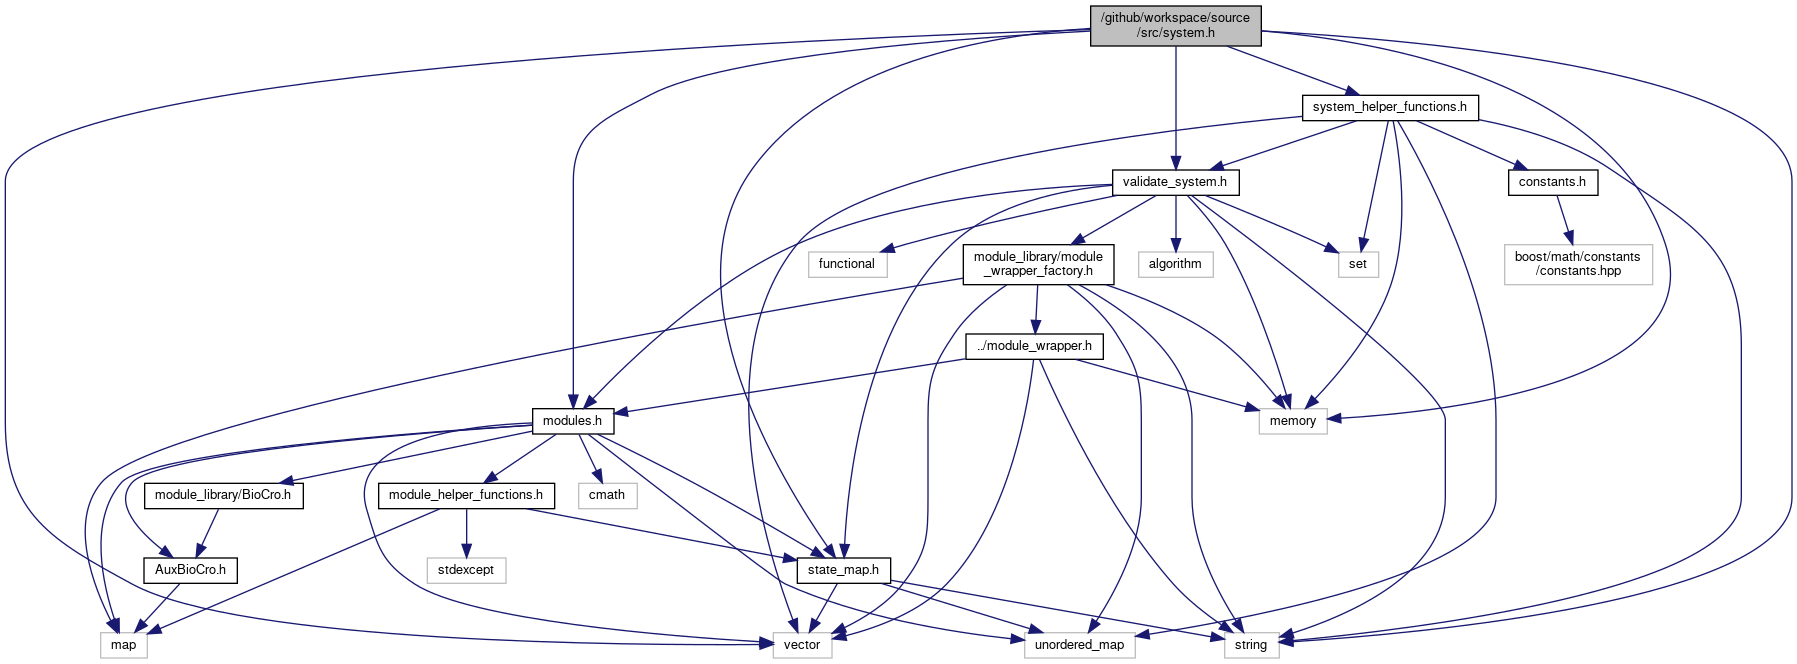 /github/workspace/source
/src/system.h
system_helper_functions.h
validate_system.h
constants.h
functional
module_library/module
_wrapper_factory.h
algorithm
set
boost/math/constants
/constants.hpp
../module_wrapper.h
modules.h
memory
module_library/BioCro.h
module_helper_functions.h
cmath
AuxBioCro.h
stdexcept
state_map.h
map
vector
unordered_map
string